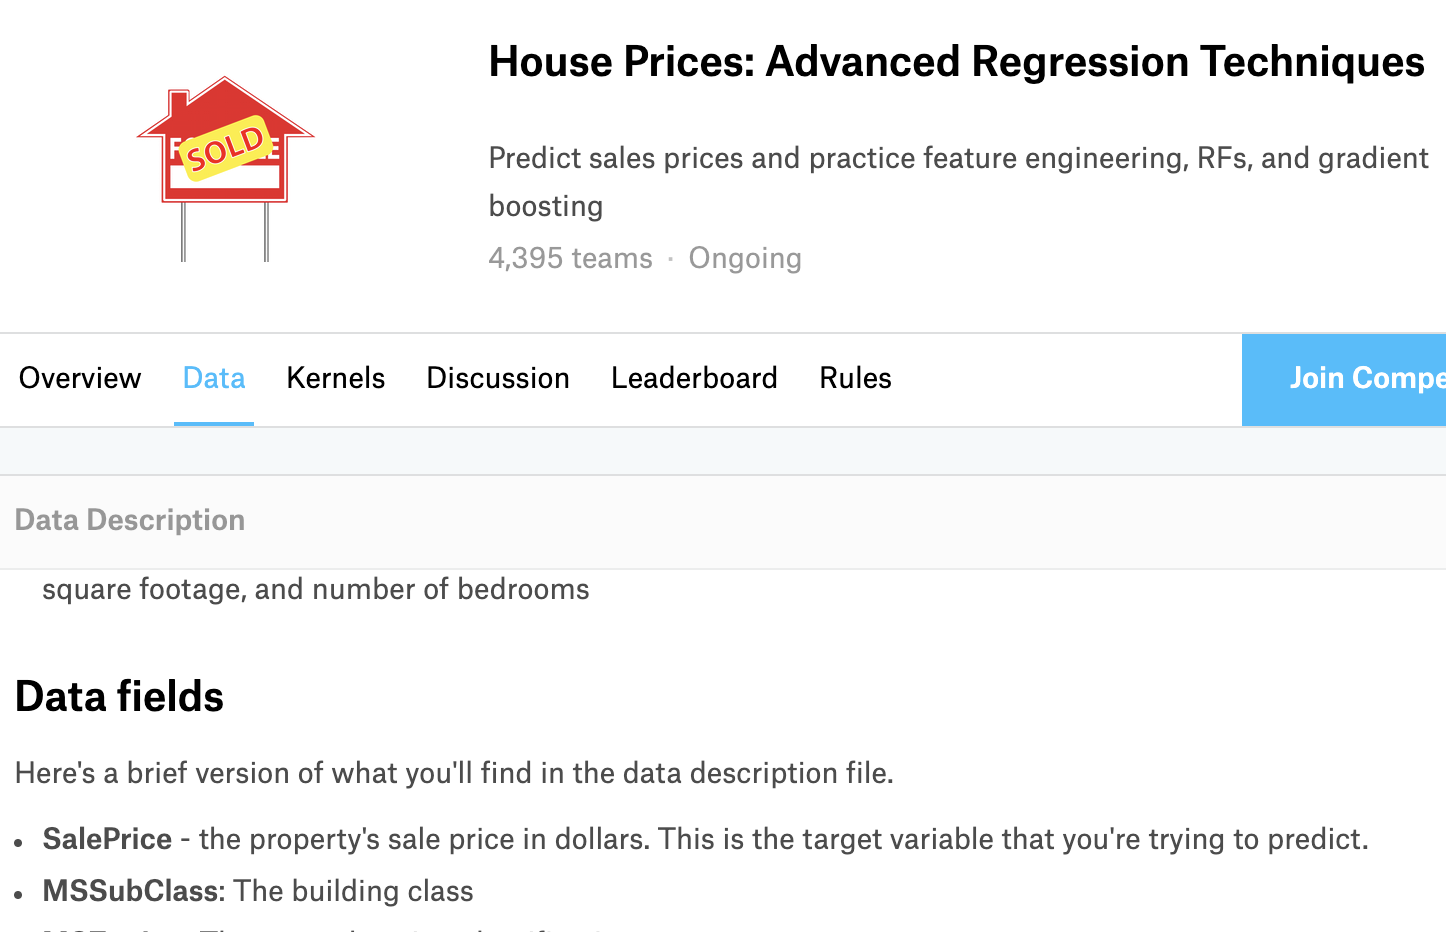 House Prices: Advanced Regression Techniques
SOLD
Predict sales prices and practice feature engineering, RFs, and gradient
boosting
4,395 teams · Ongoing
Overview Data Kernels Discussion Leaderboard Rules Join Compe
Data Description
square footage, and number of bedrooms
Data fields
Here's a brief version of what you'll find in the data description file.
• SalePrice - the property's sale price in dollars. This is the target variable that you're trying to predict.
• MSSubClass: The building class